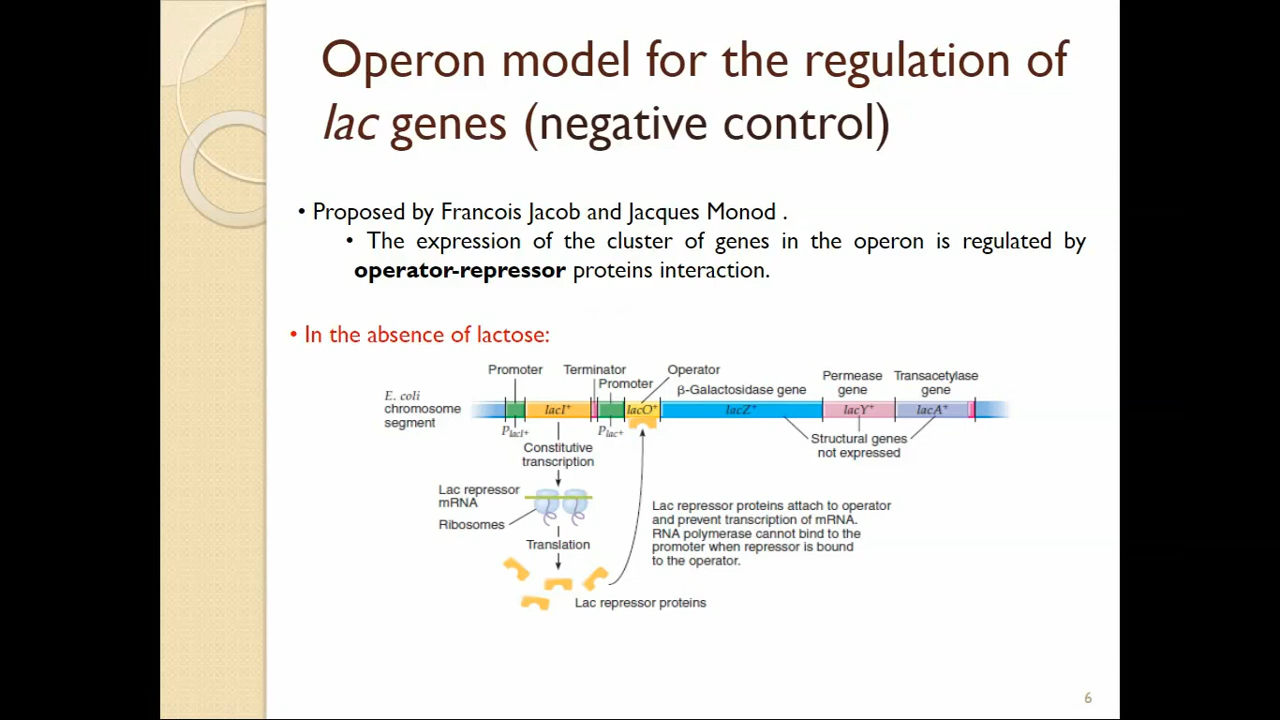 Operon model for the regulation of
lac genes (negative control)
• Proposed by Francois Jacob and Jacques Monod .
• The expression of the cluster of genes in the operon is regulated by
operator-repressor proteins interaction.
• In the absence of lactose:
Promoter
Terminator
Promoter
Operator
β-Galactosidase gene
Permease
gene
Transacetylase
gene
E. coli
chromosome
segment
lacI⁺
lacO⁺
lacZ⁺
lacY⁺
lacA⁺
PlacI⁺
Plac⁺
Structural genes
not expressed
Constitutive
transcription
Lac repressor
mRNA
Ribosomes
Translation
Lac repressor proteins
Lac repressor proteins attach to operator
and prevent transcription of mRNA.
RNA polymerase cannot bind to the
promoter when repressor is bound
to the operator.
6